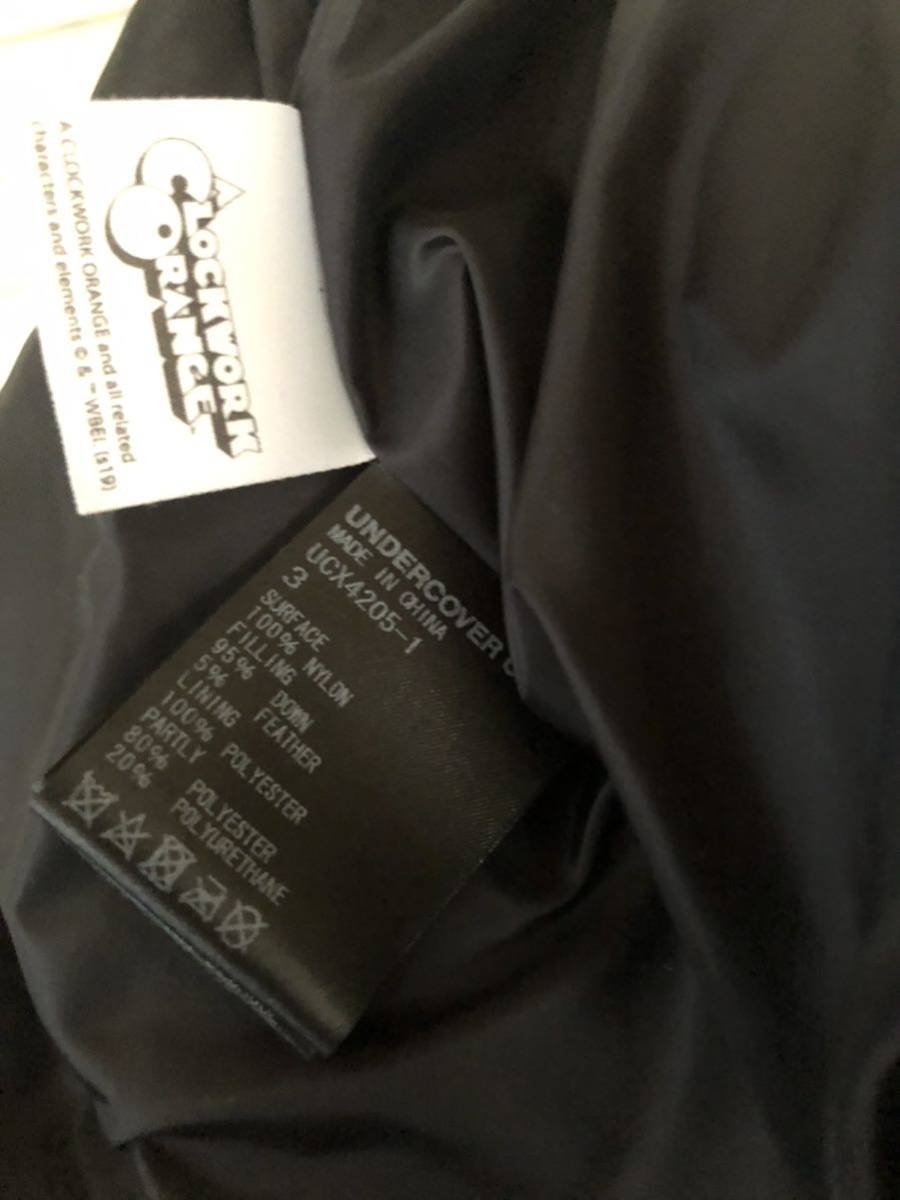 A
CLOCKWORK
ORANGE
A CLOCKWORK ORANGE and all related
characters and elements © & ™ WBEI. (s19)
UNDERCOVER
MADE IN CHINA
UCX4205-1
3
SURFACE
100% NYLON
FILLING
95% DOWN
5% FEATHER
LINING
100% POLYESTER
PARTLY
80% POLYESTER
20% POLYURETHANE